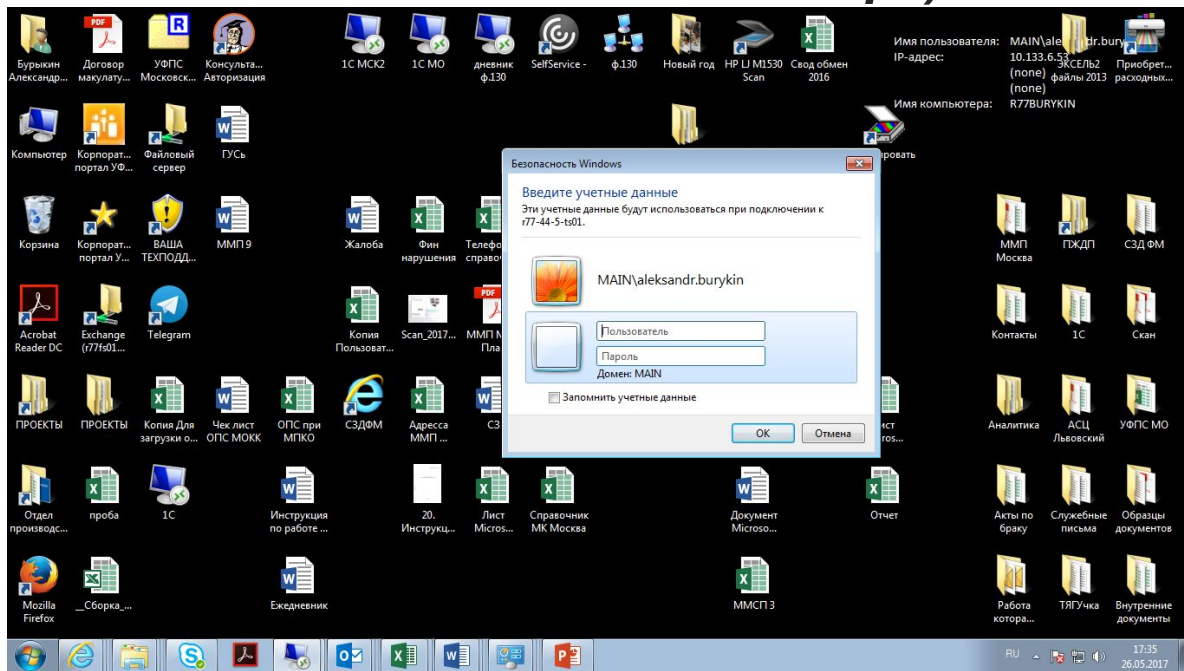 Бурыкин
Александр...
Договор
макулату...
УФПС
Московск...
Консульта...
Авторизация
1С МСК2
1С МО
дневник
ф.130
SelfService -
ф.130
Новый год
HP LJ M1530
Scan
Свод обмен
2016
Имя пользователя:
IP-адрес:
10.133.6.53
(none)
(none)
ЭКСЕЛЬ2
файлы 2013
Приобрет...
расходных...
Имя компьютера: R77BURYKIN
Компьютер
Корпорат...
портал УФ...
Файловый
сервер
ГУСь
Безопасность Windows
Введите учетные данные
Эти учетные данные будут использоваться при подключении к
r77-44-5-ts01.
MAIN\aleksandr.burykin
Пользователь
Пароль
Домен: MAIN
Запомнить учетные данные
ОК
Отмена
Корзина
Корпорат...
портал У...
ВАША
ТЕХПОДД...
ММП 9
Жалоба
Фин
нарушения
ММП
Москва
ПЖДП
СЗД ФМ
Acrobat
Reader DC
Exchange
(r77fs01...
Telegram
Копия
Пользоват...
Scan_2017...
Контакты
1С
Скан
ПРОЕКТЫ
ПРОЕКТЫ
Копия Для
загрузки о...
Чек лист
ОПС МОКК
ОПС при
МПКО
СЗДФМ
Адресса
ММП ...
Аналитика
АСЦ
Львовский
УФПС МО
Отдел
производс...
проба
1С
Инструкция
по работе ...
20.
Инструкц...
Лист
Micros...
Справочник
МК Москва
Документ
Microso...
Отчет
Акты по
браку
Служебные
письма
Образцы
документов
Mozilla
Firefox
__Сборка_...
Ежедневник
ММСП 3
Работа
котора...
ТЯГУчка
Внутренние
документы
RU
17:35
26.05.2017